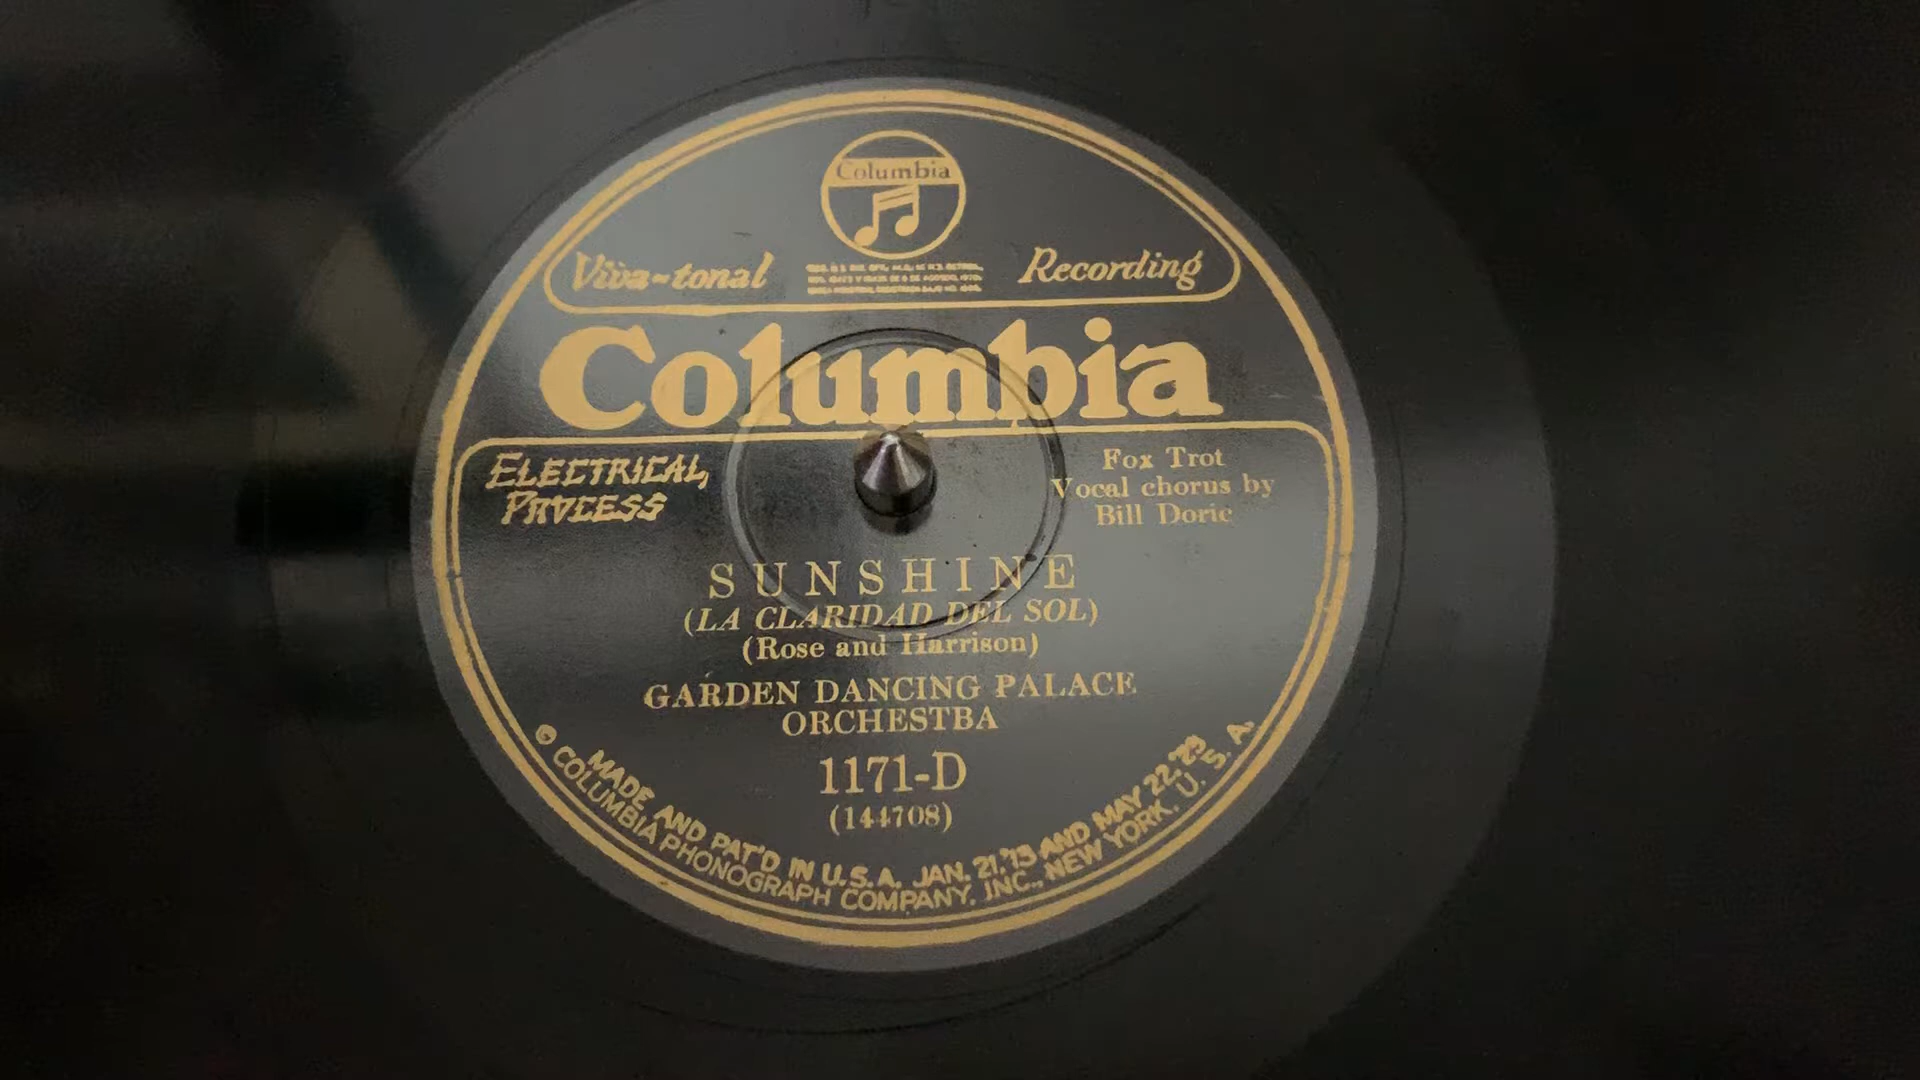 Columbia
Viva-tonal Recording
Columbia
ELECTRICAL
PROCESS
Fox Trot
Vocal chorus by
Bill Doric
SUNSHINE
(LA CLARIDAD DEL SOL)
(Rose and Harrison)
GARDEN DANCING PALACE
ORCHESTRA
1171-D
(144708)
MADE AND PAT'D IN U.S.A. JAN. 21,'13 AND MAY 22,'23
COLUMBIA PHONOGRAPH COMPANY, INC., NEW YORK, U. S. A.